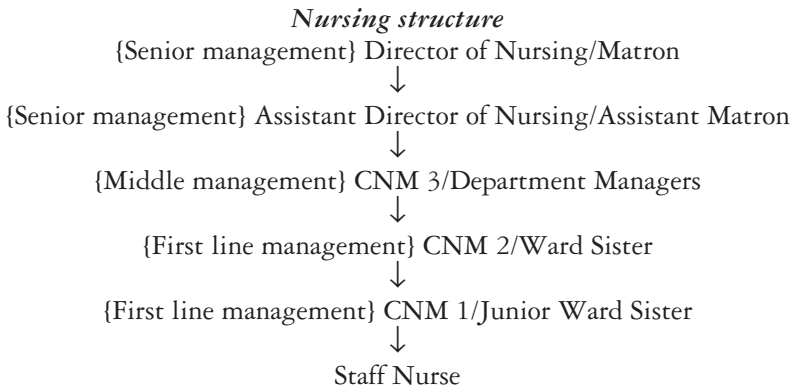 Nursing structure
{Senior management} Director of Nursing/Matron
↓
{Senior management} Assistant Director of Nursing/Assistant Matron
↓
{Middle management} CNM 3/Department Managers
↓
{First line management} CNM 2/Ward Sister
↓
{First line management} CNM 1/Junior Ward Sister
↓
Staff Nurse